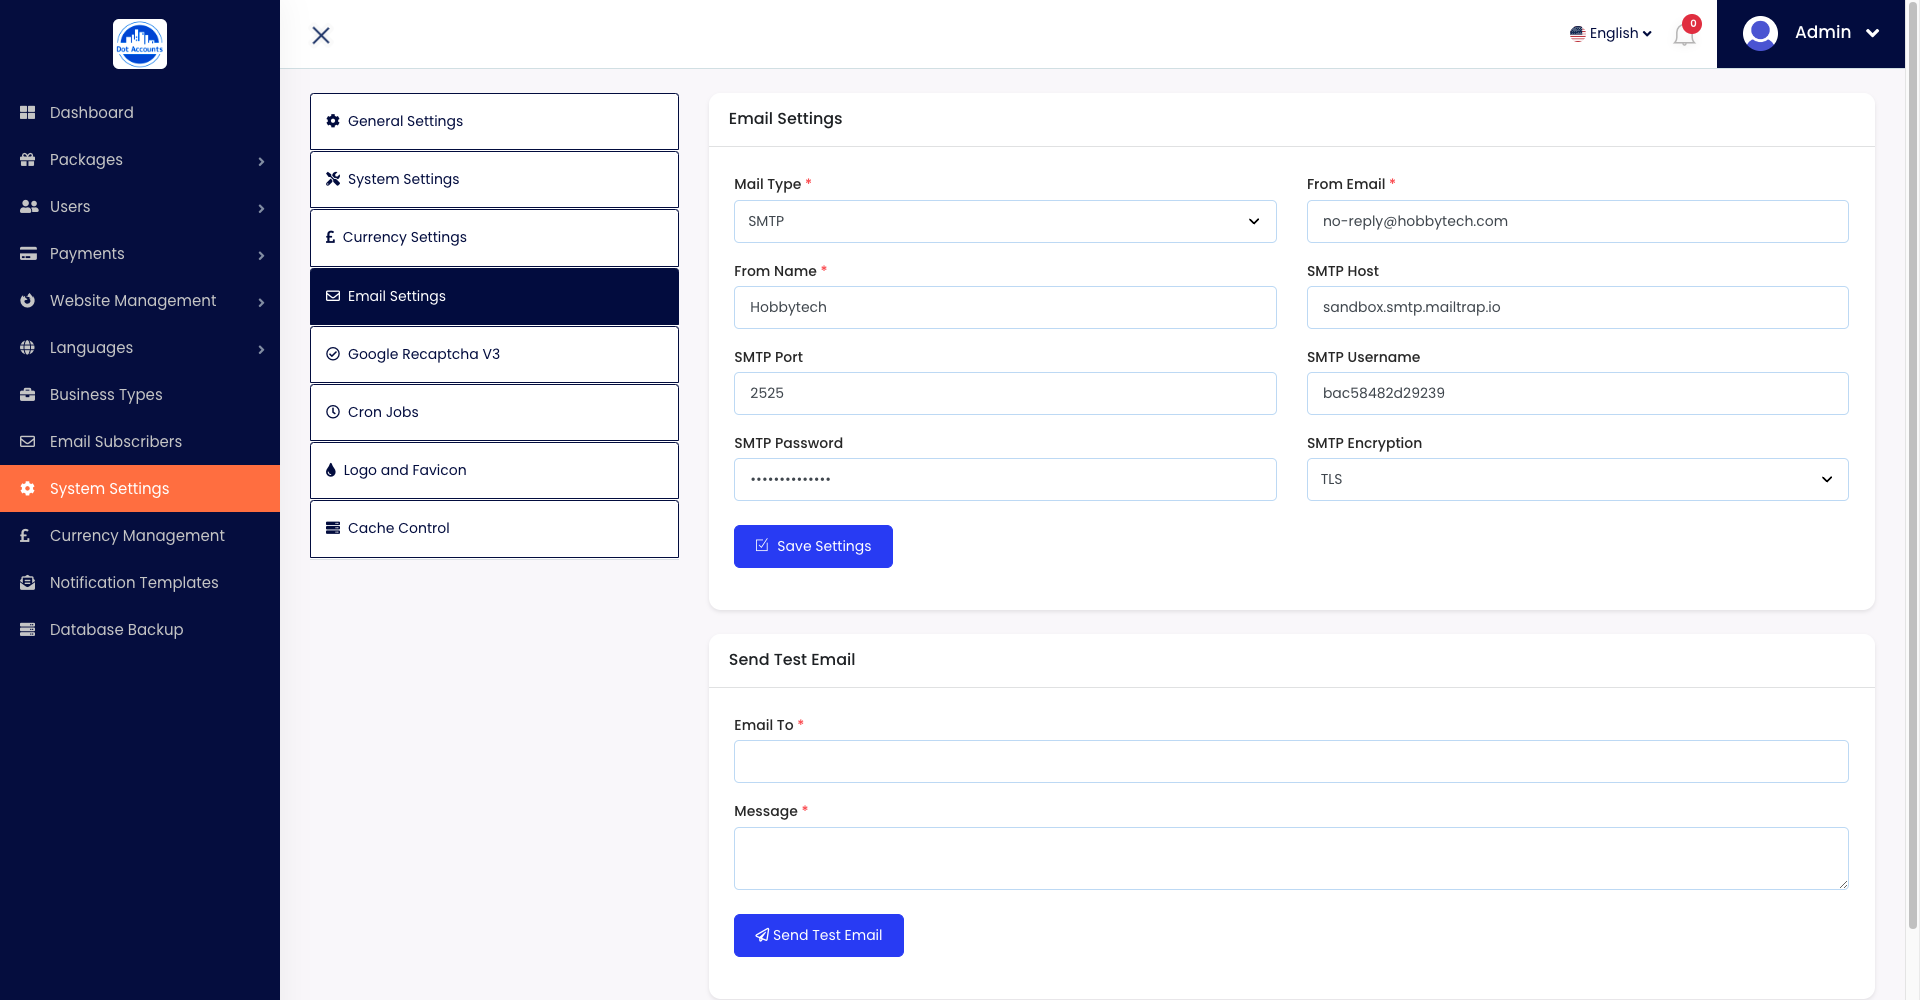 Dot Accounts
Dashboard
Packages
Users
Payments
Website Management
Languages
Business Types
Email Subscribers
System Settings
Currency Management
Notification Templates
Database Backup
English
0
Admin
General Settings
System Settings
£ Currency Settings
Email Settings
Google Recaptcha V3
Cron Jobs
Logo and Favicon
Cache Control
Email Settings
Mail Type *
SMTP
From Email *
no-reply@hobbytech.com
From Name *
Hobbytech
SMTP Host
sandbox.smtp.mailtrap.io
SMTP Port
2525
SMTP Username
bac58482d29239
SMTP Password
••••••••••••••
SMTP Encryption
TLS
Save Settings
Send Test Email
Email To *
Message *
Send Test Email